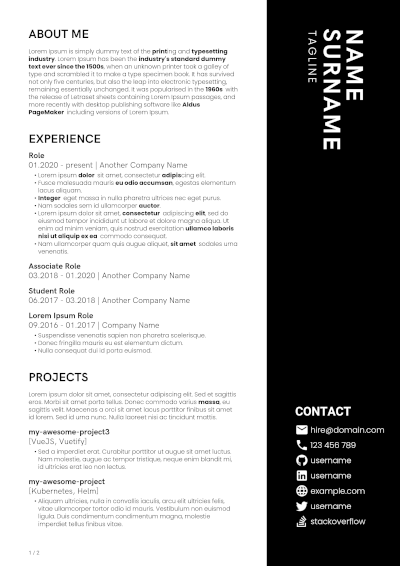 ABOUT ME
Lorem Ipsum is simply dummy text of the printing and typesetting
industry. Lorem Ipsum has been the industry's standard dummy
text ever since the 1500s, when an unknown printer took a galley of
type and scrambled it to make a type specimen book. It has survived
not only five centuries, but also the leap into electronic typesetting,
remaining essentially unchanged. It was popularised in the 1960s with
the release of Letraset sheets containing Lorem Ipsum passages, and
more recently with desktop publishing software like Aldus
PageMaker including versions of Lorem Ipsum.
EXPERIENCE
Role
01.2020 - present | Another Company Name
• Lorem ipsum dolor sit amet, consectetur adipiscing elit.
• Fusce malesuada mauris eu odio accumsan, egestas elementum
lacus aliquam.
• Integer eget massa in nulla pharetra ultrices nec eget purus.
• Nam sodales sem id ullamcorper auctor.
• Lorem ipsum dolor sit amet, consectetur adipiscing elit, sed do
eiusmod tempor incididunt ut labore et dolore magna aliqua. Ut
enim ad minim veniam, quis nostrud exercitation ullamco laboris
nisi ut aliquip ex ea commodo consequat.
• Nam ullamcorper quam quis augue aliquet, sit amet sodales urna
venenatis.
Associate Role
03.2018 - 01.2020 | Another Company Name
Student Role
06.2017 - 03.2018 | Another Company Name
Lorem Ipsum Role
09.2016 - 01.2017 | Company Name
• Suspendisse venenatis sapien non pharetra scelerisque.
• Donec fringilla mauris eu est elementum dictum.
• Nulla consequat dui id porta euismod.
PROJECTS
Lorem ipsum dolor sit amet, consectetur adipiscing elit. Sed et sagittis
eros. Morbi sit amet porta tellus. Donec commodo varius massa, eu
sagittis velit. Maecenas a orci sit amet lacus porttitor finibus sit amet
id lorem. Sed id urna nunc. Nulla laoreet nisi ac tincidunt mattis.
my-awesome-project3
[VueJS, Vuetify]
• Sed a imperdiet erat. Curabitur porttitor ut augue sit amet luctus.
Nam molestie, augue ac tempor tristique, neque enim blandit mi,
id ultricies erat leo non lectus.
my-awesome-project
[Kubernetes, Helm]
• Aliquam ultricies, nulla in convallis iaculis, arcu elit ultricies felis,
vitae ullamcorper tortor odio id mauris. Vestibulum non euismod
ligula. Duis condimentum condimentum magna, molestie
imperdiet tellus finibus vitae.
1 / 2
NAME
SURNAME
TAGLINE
CONTACT
hire@domain.com
123 456 789
username
username
example.com
username
stackoverflow